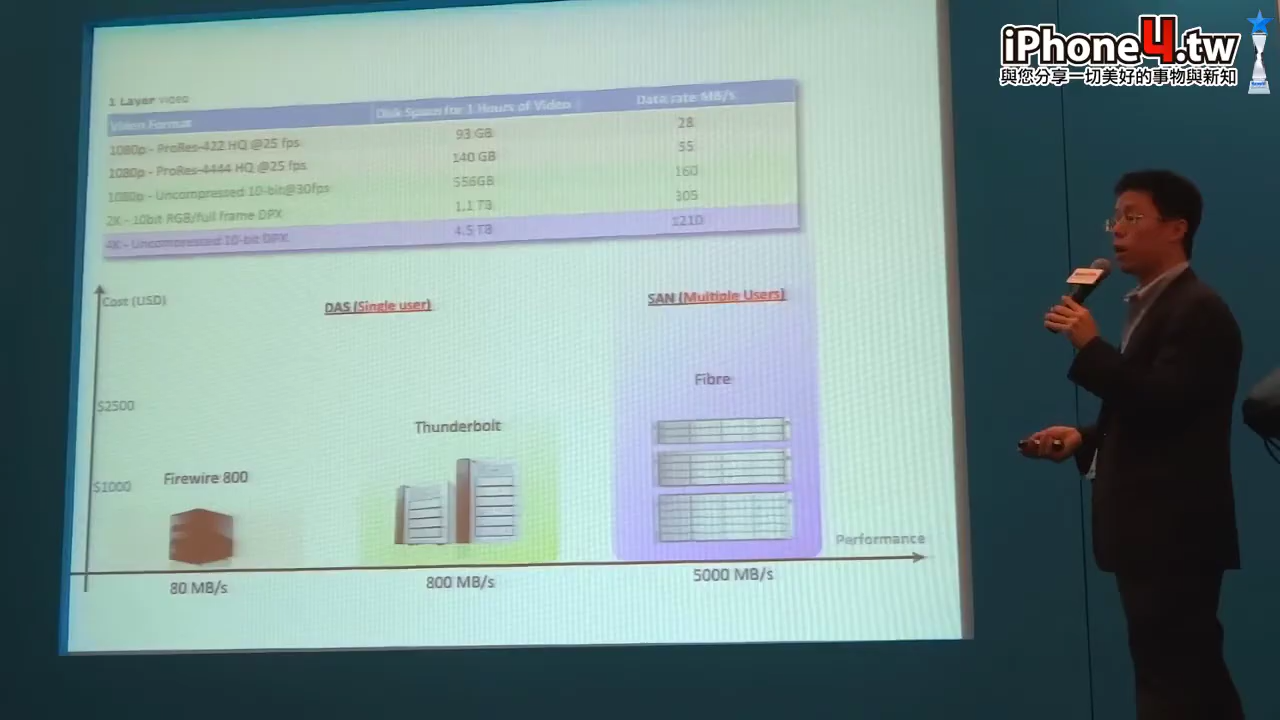 iPhone4.tw
與您分享一切美好的事物與新知
1 Layer video
Video Format Disk Space for 1 Hours of Video Data rate MB/s
1080p - ProRes-422 HQ @25 fps 93 GB 28
1080p - ProRes-4444 HQ @25 fps 140 GB 55
1080p - Uncompressed 10-bit@30fps 556GB 160
2K - 10bit RGB/full frame DPX 1.1 TB 305
4K - Uncompressed 10-bit DPX 4.5 TB 1210
Cost (USD)
DAS (Single user) SAN (Multiple Users)
Fibre
$2500
Thunderbolt
Firewire 800
$1000
Performance
80 MB/s 800 MB/s 5000 MB/s